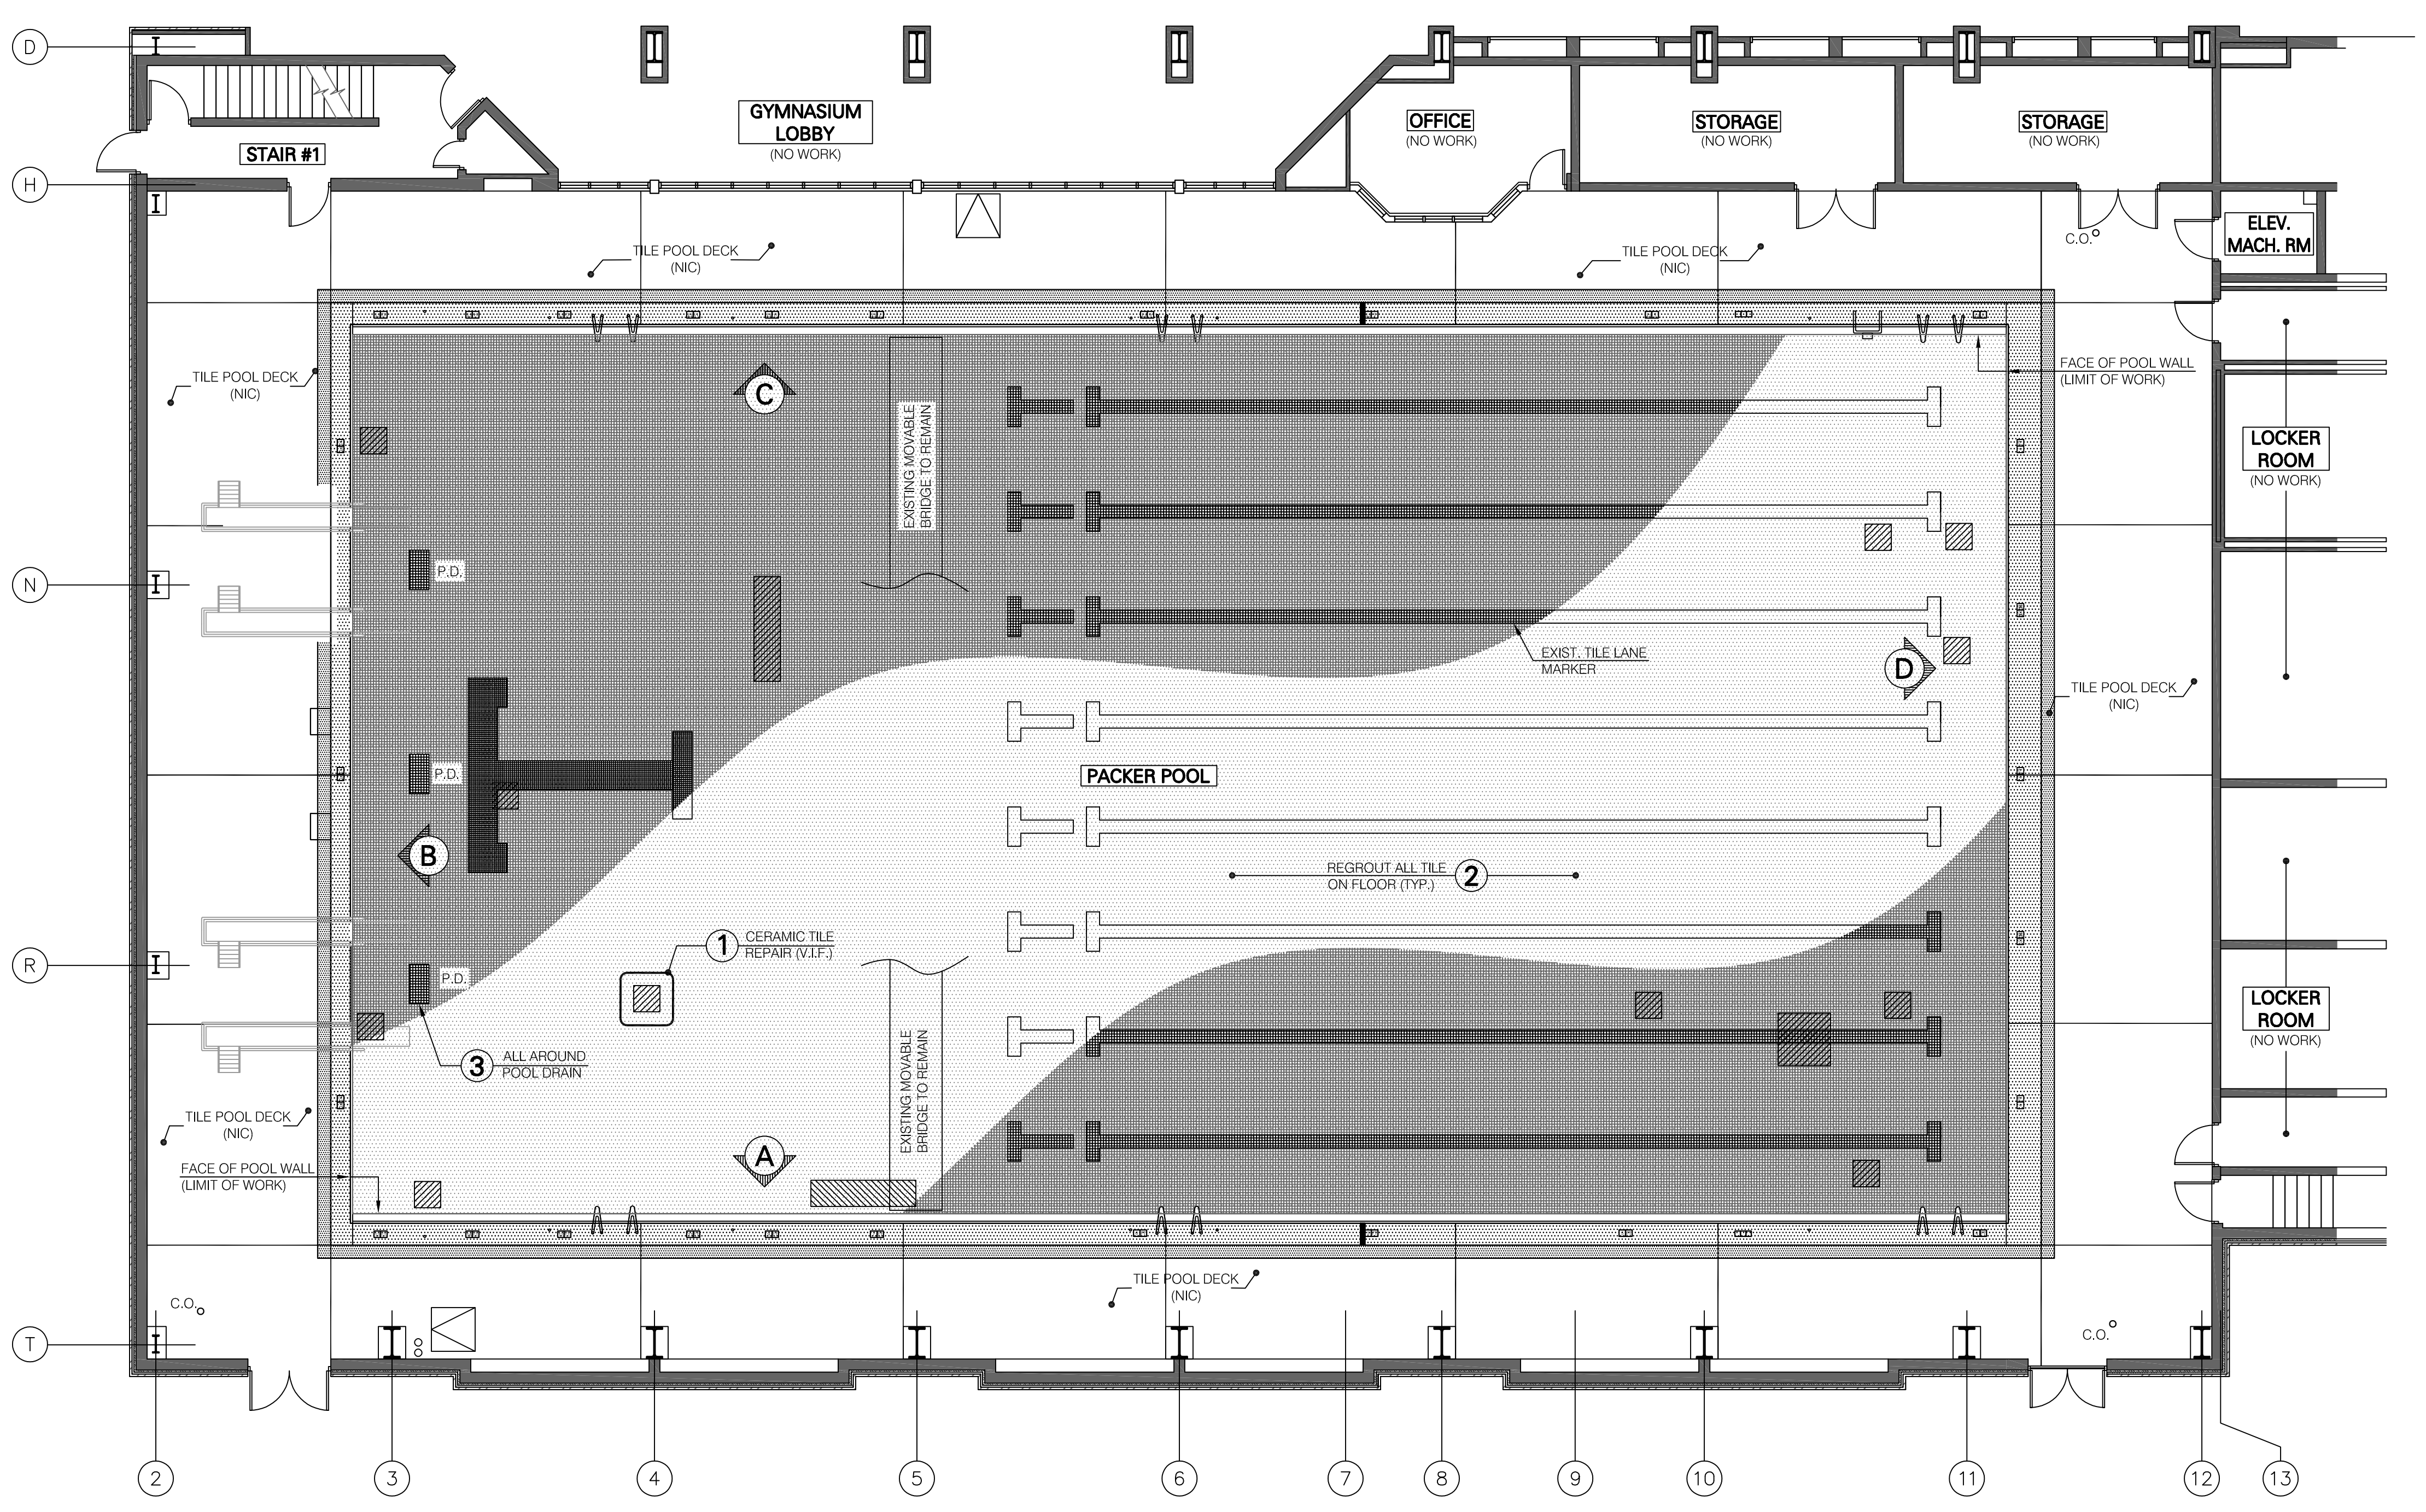 D
GYMNASIUM
LOBBY
(NO WORK)
OFFICE
(NO WORK)
STORAGE
(NO WORK)
STORAGE
(NO WORK)
STAIR #1
H
ELEV.
MACH. RM
C.O.
TILE POOL DECK
(NIC)
TILE POOL DECK
(NIC)
TILE POOL DECK
(NIC)
FACE OF POOL WALL
(LIMIT OF WORK)
C
EXISTING MOVABLE
BRIDGE TO REMAIN
LOCKER
ROOM
(NO WORK)
N
P.D.
EXIST. TILE LANE
MARKER
D
TILE POOL DECK
(NIC)
P.D.
PACKER POOL
B
REGROUT ALL TILE
ON FLOOR (TYP.)
2
1
CERAMIC TILE
REPAIR (V.I.F.)
R
P.D.
LOCKER
ROOM
(NO WORK)
3
ALL AROUND
POOL DRAIN
EXISTING MOVABLE
BRIDGE TO REMAIN
TILE POOL DECK
(NIC)
A
FACE OF POOL WALL
(LIMIT OF WORK)
TILE POOL DECK
(NIC)
C.O.
C.O.
T
2
3
4
5
6
7
8
9
10
11
12
13